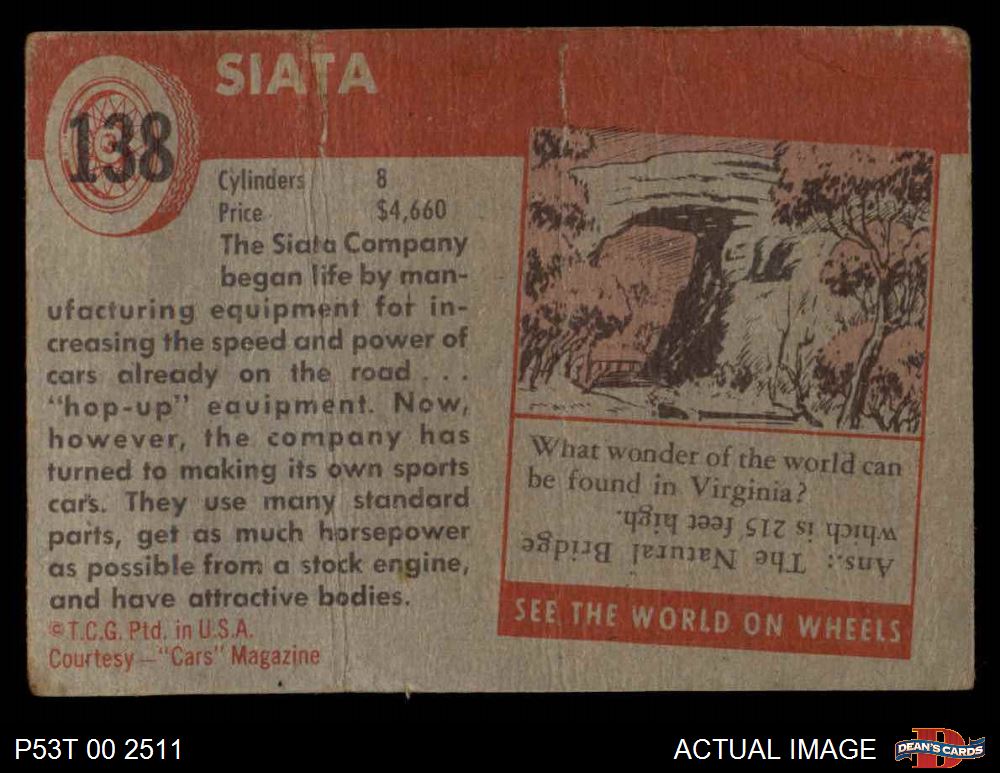 SIATA
138
Cylinders 8
Price $4,660
The Siata Company
began life by man-
ufacturing equipment for in-
creasing the speed and power of
cars already on the road . . .
"hop-up" equipment. Now,
however, the company has
turned to making its own sports
cars. They use many standard
parts, get as much horsepower
as possible from a stock engine,
and have attractive bodies.
©T.C.G. Ptd. in U.S.A.
Courtesy—"Cars" Magazine
What wonder of the world can
be found in Virginia?
Ans.: The Natural Bridge
which is 215 feet high.
SEE THE WORLD ON WHEELS
P53T 00 2511
ACTUAL IMAGE
D
DEAN'S CARDS